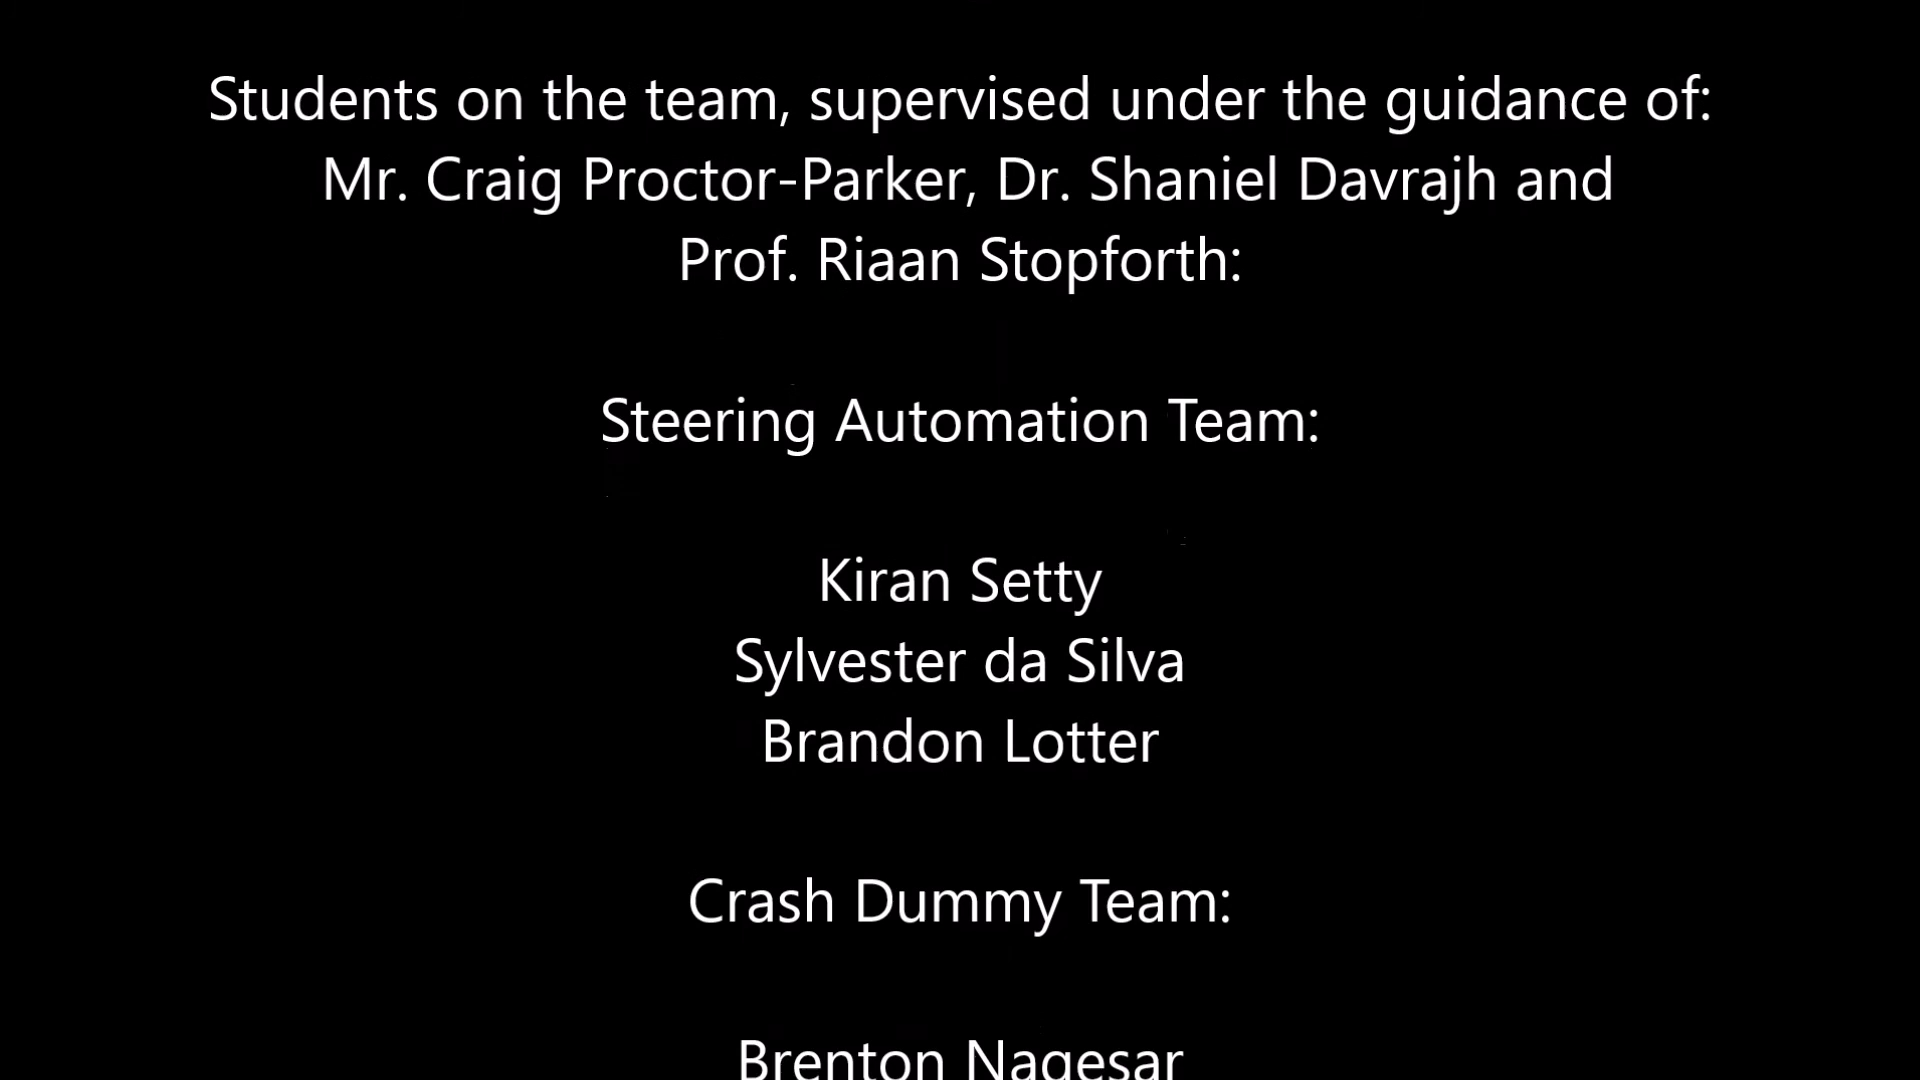 Students on the team, supervised under the guidance of:
Mr. Craig Proctor-Parker, Dr. Shaniel Davrajh and
Prof. Riaan Stopforth:
Steering Automation Team:
Kiran Setty
Sylvester da Silva
Brandon Lotter
Crash Dummy Team:
Brenton Nagesar